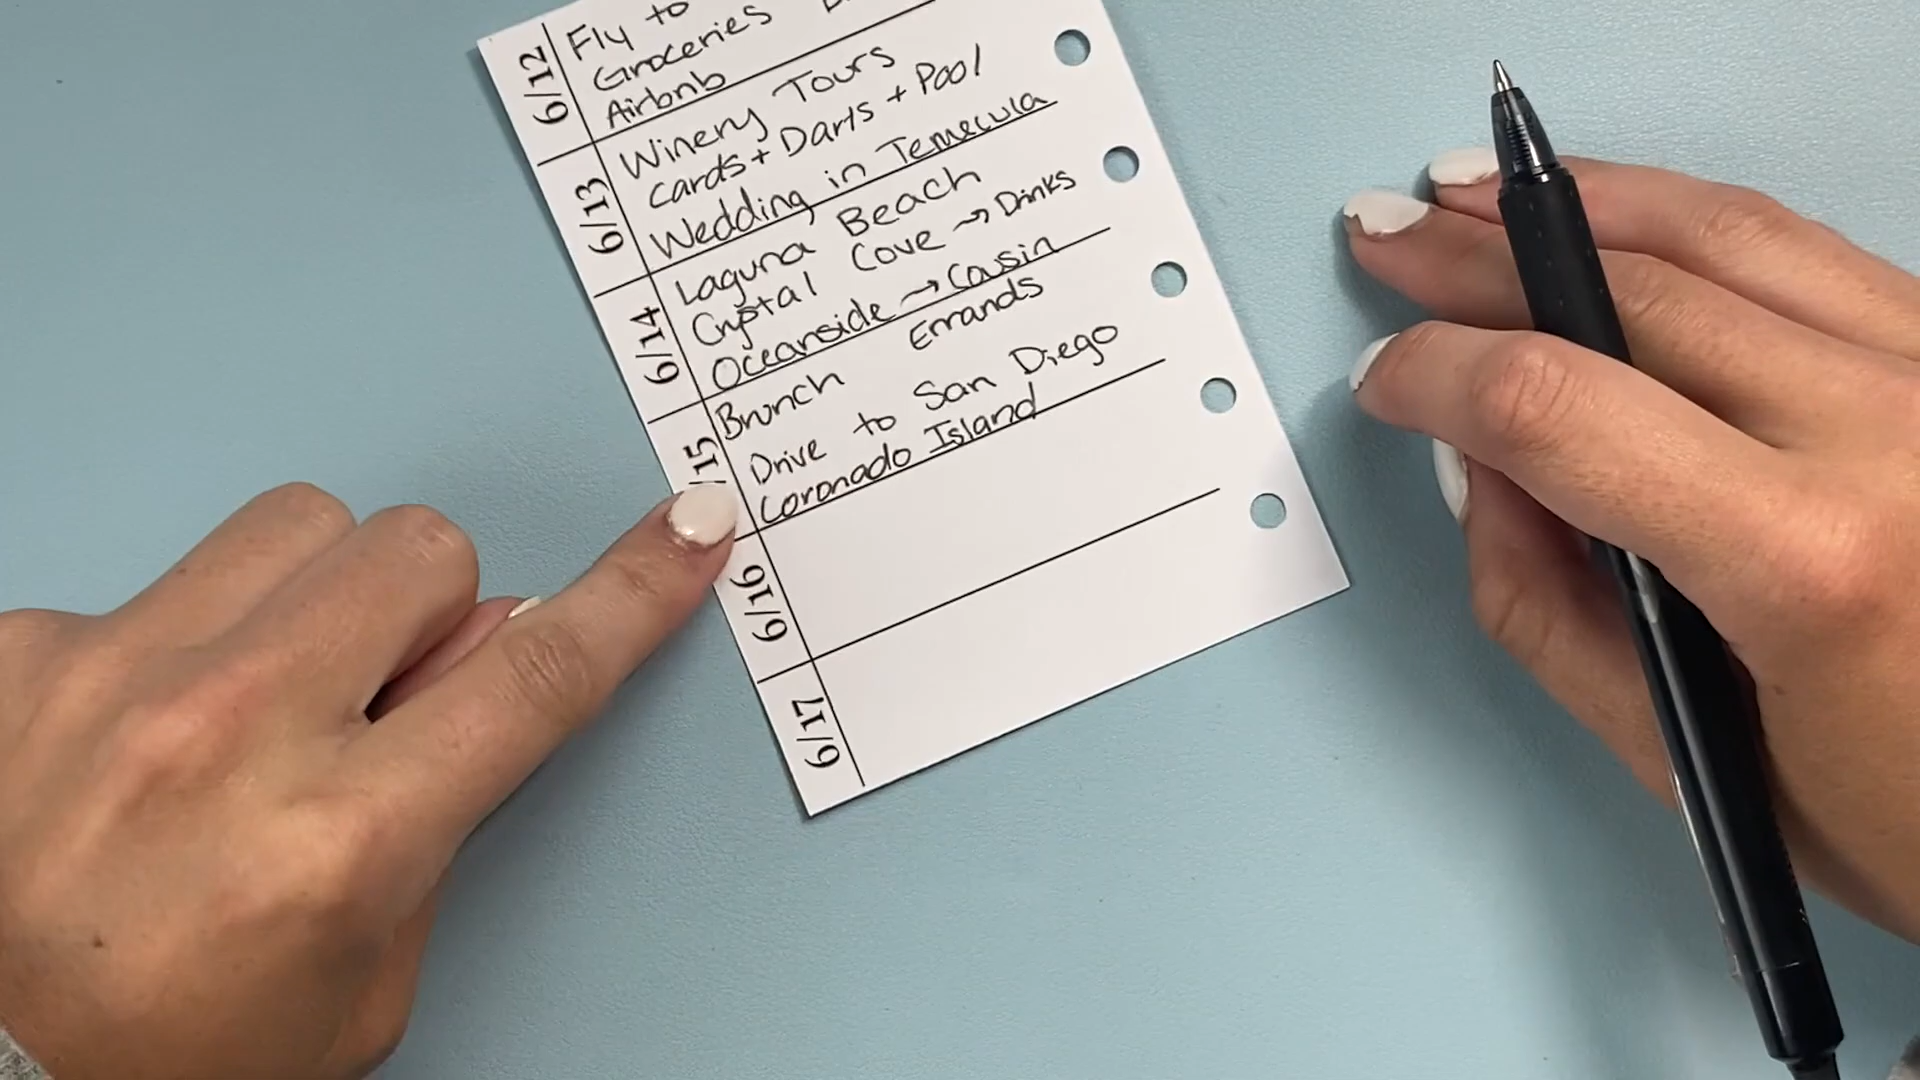 6/12
Fly to
Groceries
Airbnb
6/13
Winery Tours
Cards + Darts + Pool
Wedding in Temecula
6/14
Laguna Beach
Crystal Cove → Drinks
Oceanside → Cousin
/15
Brunch Errands
Drive to San Diego
Coronado Island
6/16
6/17